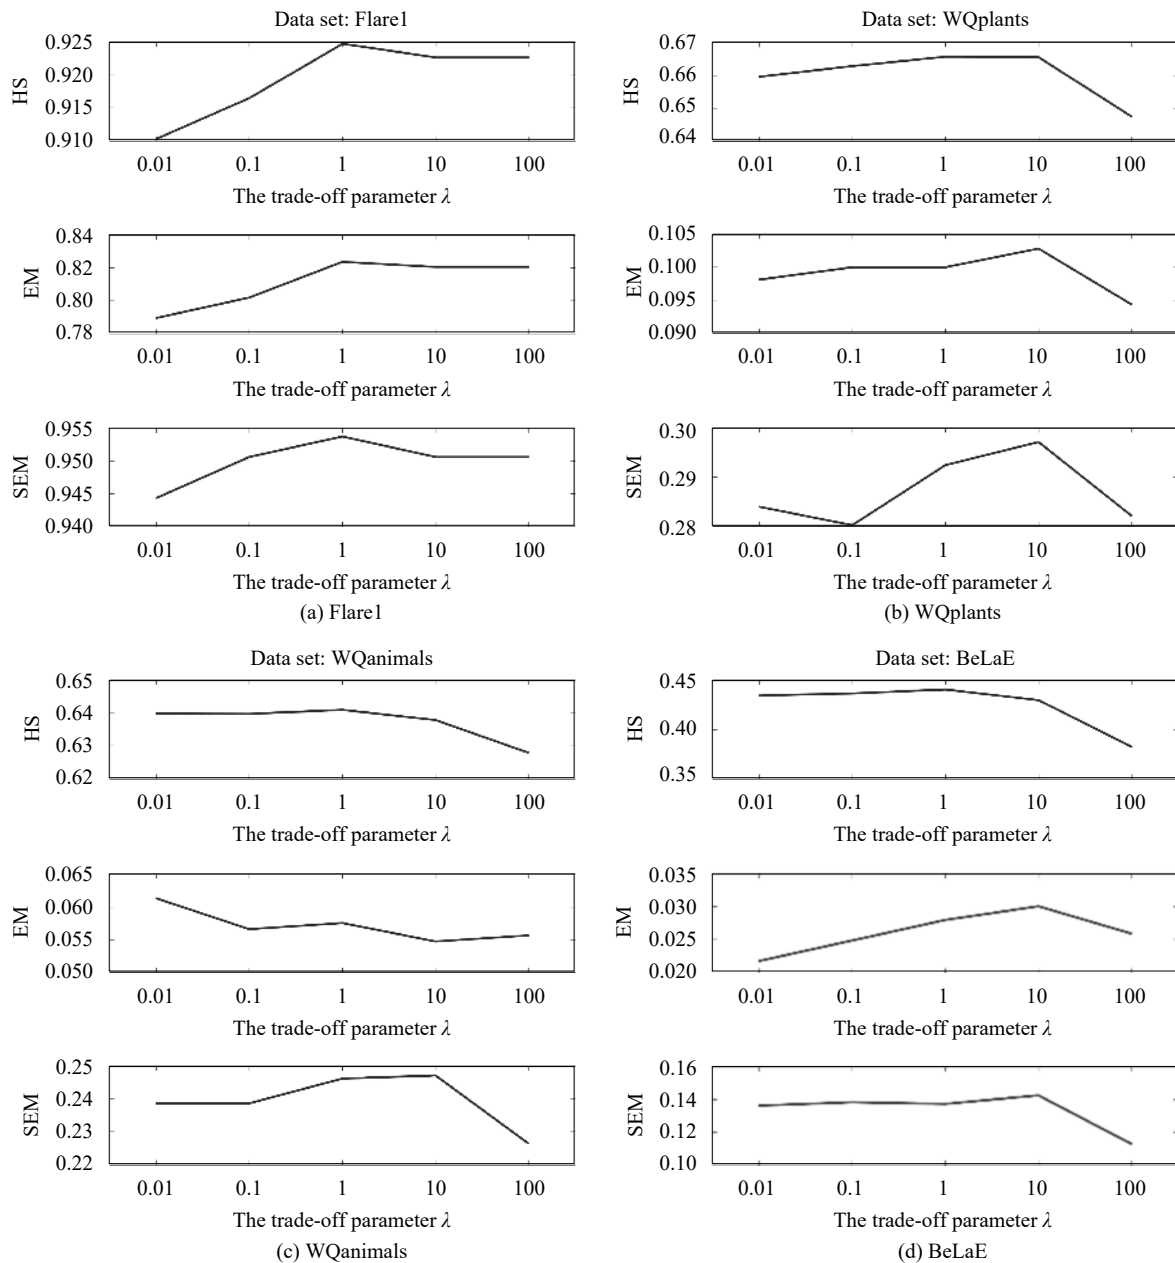 Data set: Flare1
HS
0.925
0.920
0.915
0.910
0.01 0.1 1 10 100
The trade-off parameter λ
EM
0.84
0.82
0.80
0.78
0.01 0.1 1 10 100
The trade-off parameter λ
SEM
0.955
0.950
0.945
0.940
0.01 0.1 1 10 100
The trade-off parameter λ
(a) Flare1
Data set: WQplants
HS
0.67
0.66
0.65
0.64
0.01 0.1 1 10 100
The trade-off parameter λ
EM
0.105
0.100
0.095
0.090
0.01 0.1 1 10 100
The trade-off parameter λ
SEM
0.30
0.29
0.28
0.01 0.1 1 10 100
The trade-off parameter λ
(b) WQplants
Data set: WQanimals
HS
0.65
0.64
0.63
0.62
0.01 0.1 1 10 100
The trade-off parameter λ
EM
0.065
0.060
0.055
0.050
0.01 0.1 1 10 100
The trade-off parameter λ
SEM
0.25
0.24
0.23
0.22
0.01 0.1 1 10 100
The trade-off parameter λ
(c) WQanimals
Data set: BeLaE
HS
0.45
0.40
0.35
0.01 0.1 1 10 100
The trade-off parameter λ
EM
0.035
0.030
0.025
0.020
0.01 0.1 1 10 100
The trade-off parameter λ
SEM
0.16
0.14
0.12
0.10
0.01 0.1 1 10 100
The trade-off parameter λ
(d) BeLaE